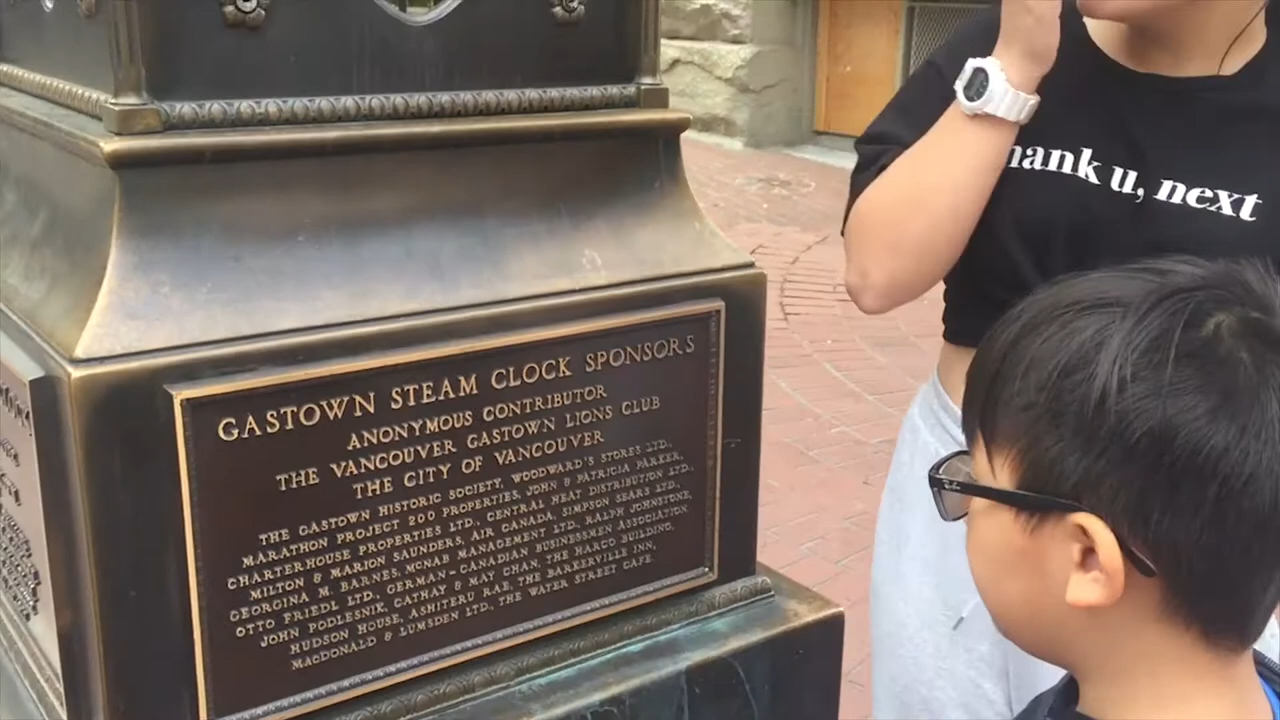 GASTOWN STEAM CLOCK SPONSORS
ANONYMOUS CONTRIBUTOR
THE VANCOUVER GASTOWN LIONS CLUB
THE CITY OF VANCOUVER
THE GASTOWN HISTORIC SOCIETY, WOODWARD'S STORES LTD.,
MARATHON PROJECT 200 PROPERTIES, JOHN & PATRICIA PARKER,
CHARTERHOUSE PROPERTIES LTD., CENTRAL HEAT DISTRIBUTION LTD.,
MILTON & MARION SAUNDERS, AIR CANADA, SIMPSON SEARS LTD.,
GEORGINA M. BARNES, MCNAB MANAGEMENT LTD., RALPH JOHNSTONE,
OTTO FRIEDL LTD., GERMAN-CANADIAN BUSINESSMEN ASSOCIATION
JOHN PODLESNIK, CATHAY & MAY CHAN, THE HARGO BUILDING,
HUDSON HOUSE, ASHITERU RAE, THE BARKERVILLE INN,
MACDONALD & LUMSDEN LTD., THE WATER STREET CAFE.
hank u, next
Ray-Ban